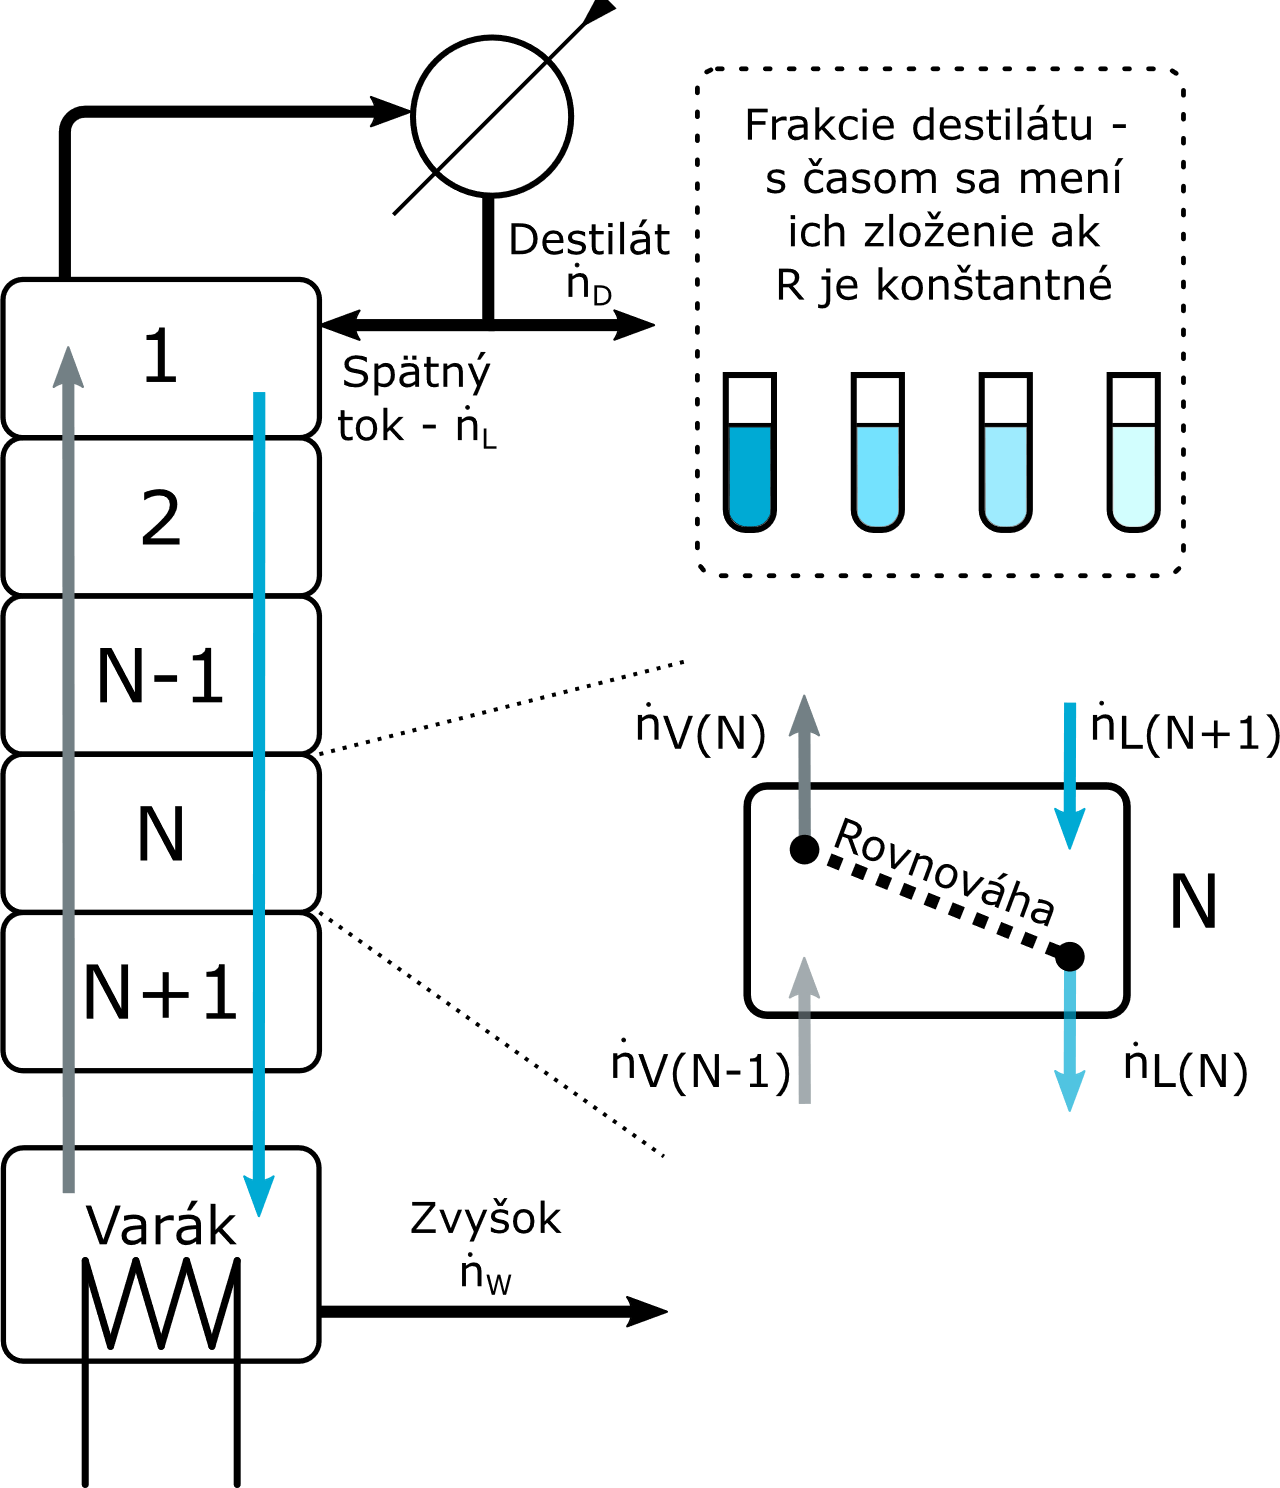 Frakcie destilátu -
s časom sa mení
ich zloženie ak
R je konštantné
Destilát
ṅD
Spätný
tok - ṅL
1
2
N-1
N
N+1
ṅV(N)
ṅL(N+1)
Rovnováha
N
ṅV(N-1)
ṅL(N)
Varák
Zvyšok
ṅW